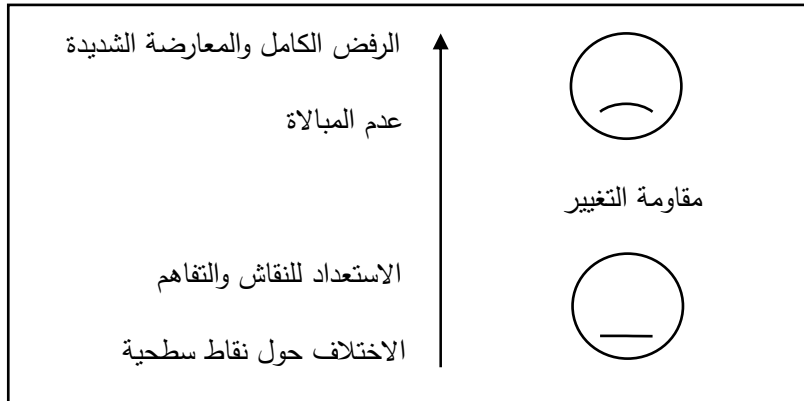 الرفض الكامل والمعارضة الشديدة
عدم المبالاة
مقاومة التغيير
الاستعداد للنقاش والتفاهم
الاختلاف حول نقاط سطحية